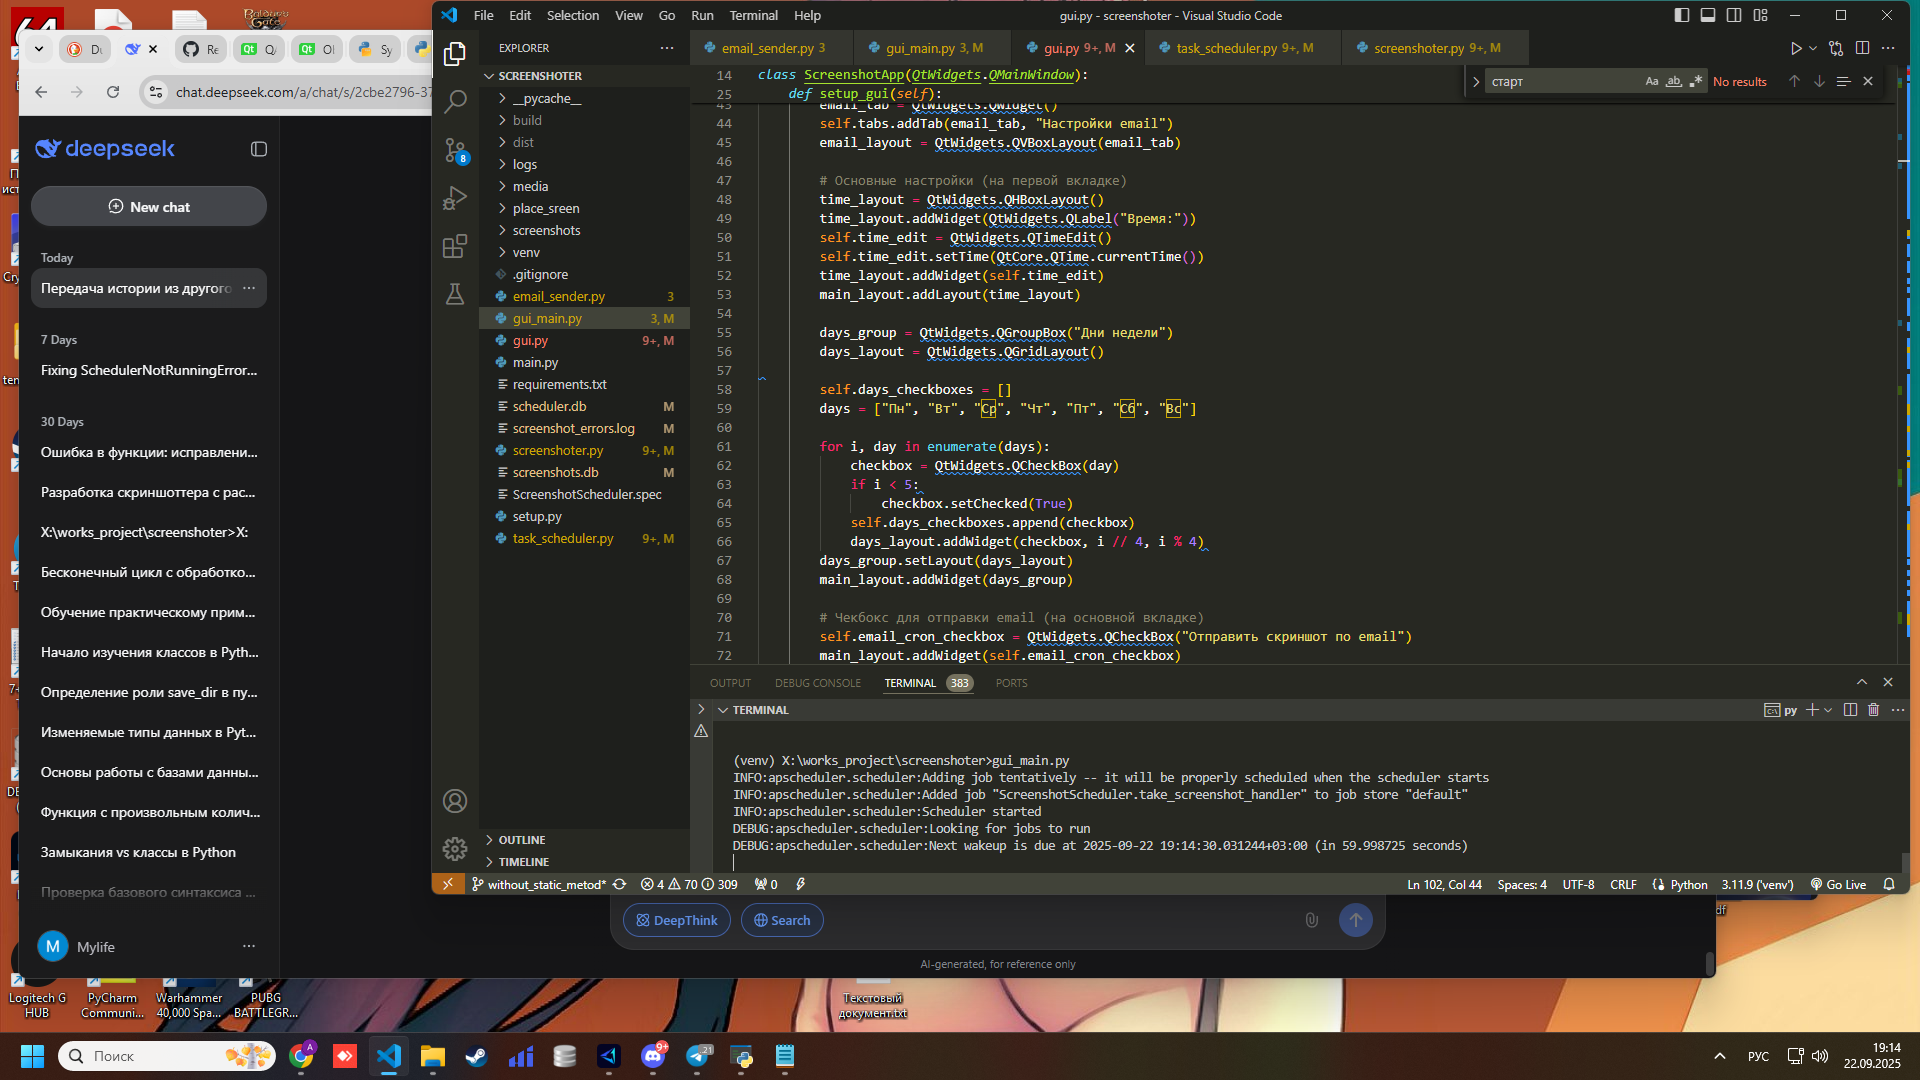 File Edit Selection View Go Run Terminal Help
gui.py - screenshoter - Visual Studio Code
EXPLORER
email_sender.py 3
gui_main.py 3, M
gui.py 9+, M
task_scheduler.py 9+, M
screenshoter.py 9+, M
chat.deepseek.com/a/chat/s/2cbe2796-37
deepseek
New chat
Today
Передача истории из другого
7 Days
Fixing SchedulerNotRunningError...
30 Days
Ошибка в функции: исправлени...
Разработка скриншоттера с рас...
X:\works_project\screenshoter>X:
Бесконечный цикл с обработко...
Обучение практическому прим...
Начало изучения классов в Pyth...
Определение роли save_dir в пу...
Изменяемые типы данных в Pyt...
Основы работы с базами данны...
Функция с произвольным колич...
Замыкания vs классы в Python
Проверка базового синтаксиса ...
M Mylife
SCREENSHOTER
__pycache__
build
dist
logs
media
place_sreen
screenshots
venv
.gitignore
email_sender.py 3
gui_main.py 3, M
gui.py 9+, M
main.py
requirements.txt
scheduler.db M
screenshot_errors.log M
screenshoter.py 9+, M
screenshots.db M
ScreenshotScheduler.spec
setup.py
task_scheduler.py 9+, M
OUTLINE
TIMELINE
8
старт
Aa ab .* No results
14 class ScreenshotApp(QtWidgets.QMainWindow):
25 def setup_gui(self):
43 email_tab = QtWidgets.QWidget()
44 self.tabs.addTab(email_tab, "Настройки email")
45 email_layout = QtWidgets.QVBoxLayout(email_tab)
46
47 # Основные настройки (на первой вкладке)
48 time_layout = QtWidgets.QHBoxLayout()
49 time_layout.addWidget(QtWidgets.QLabel("Время:"))
50 self.time_edit = QtWidgets.QTimeEdit()
51 self.time_edit.setTime(QtCore.QTime.currentTime())
52 time_layout.addWidget(self.time_edit)
53 main_layout.addLayout(time_layout)
54
55 days_group = QtWidgets.QGroupBox("Дни недели")
56 days_layout = QtWidgets.QGridLayout()
57
58 self.days_checkboxes = []
59 days = ["Пн", "Вт", "Ср", "Чт", "Пт", "Сб", "Вс"]
60
61 for i, day in enumerate(days):
62 checkbox = QtWidgets.QCheckBox(day)
63 if i < 5:
64 checkbox.setChecked(True)
65 self.days_checkboxes.append(checkbox)
66 days_layout.addWidget(checkbox, i // 4, i % 4)
67 days_group.setLayout(days_layout)
68 main_layout.addWidget(days_group)
69
70 # Чекбокс для отправки email (на основной вкладке)
71 self.email_cron_checkbox = QtWidgets.QCheckBox("Отправить скриншот по email")
72 main_layout.addWidget(self.email_cron_checkbox)
OUTPUT DEBUG CONSOLE TERMINAL 383 PORTS
TERMINAL
py
(venv) X:\works_project\screenshoter>gui_main.py
INFO:apscheduler.scheduler:Adding job tentatively -- it will be properly scheduled when the scheduler starts
INFO:apscheduler.scheduler:Added job "ScreenshotScheduler.take_screenshot_handler" to job store "default"
INFO:apscheduler.scheduler:Scheduler started
DEBUG:apscheduler.scheduler:Looking for jobs to run
DEBUG:apscheduler.scheduler:Next wakeup is due at 2025-09-22 19:14:30.031244+03:00 (in 59.998725 seconds)
without_static_metod* 4 70 309 0
Ln 102, Col 44 Spaces: 4 UTF-8 CRLF Python 3.11.9 ('venv') Go Live
DeepThink
Search
AI-generated, for reference only
Logitech G HUB
PyCharm Communi...
Warhammer 40,000 Spa...
PUBG BATTLEGR...
Текстовый документ.txt
Поиск
9+
21
РУС
19:14
22.09.2025